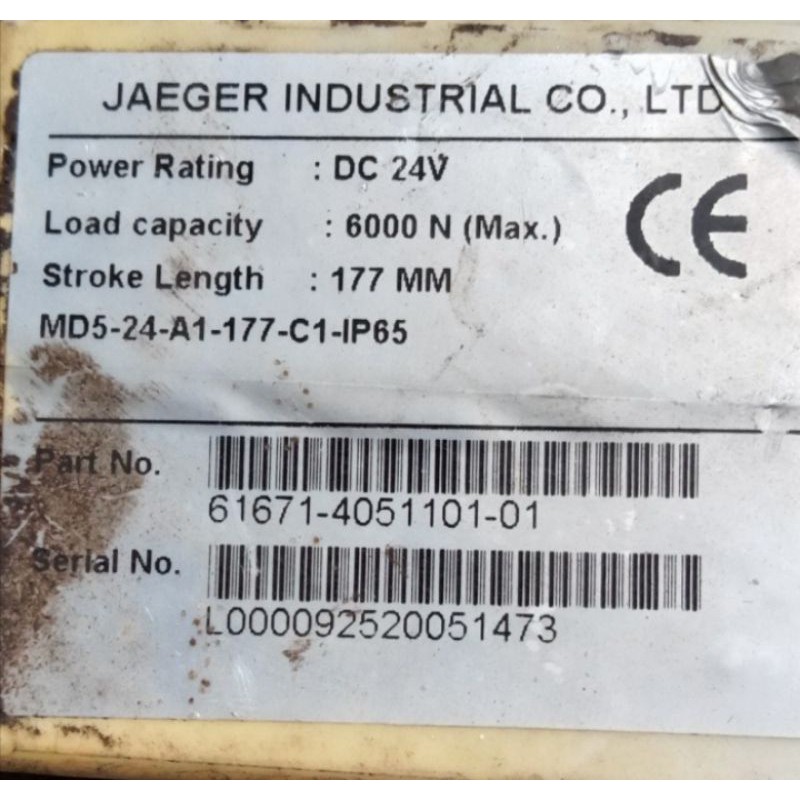 JAEGER INDUSTRIAL CO., LTD
Power Rating : DC 24V
Load capacity : 6000 N (Max.)
Stroke Length : 177 MM
CE
MD5-24-A1-177-C1-IP65
Part No.
61671-4051101-01
Serial No.
L000092520051473